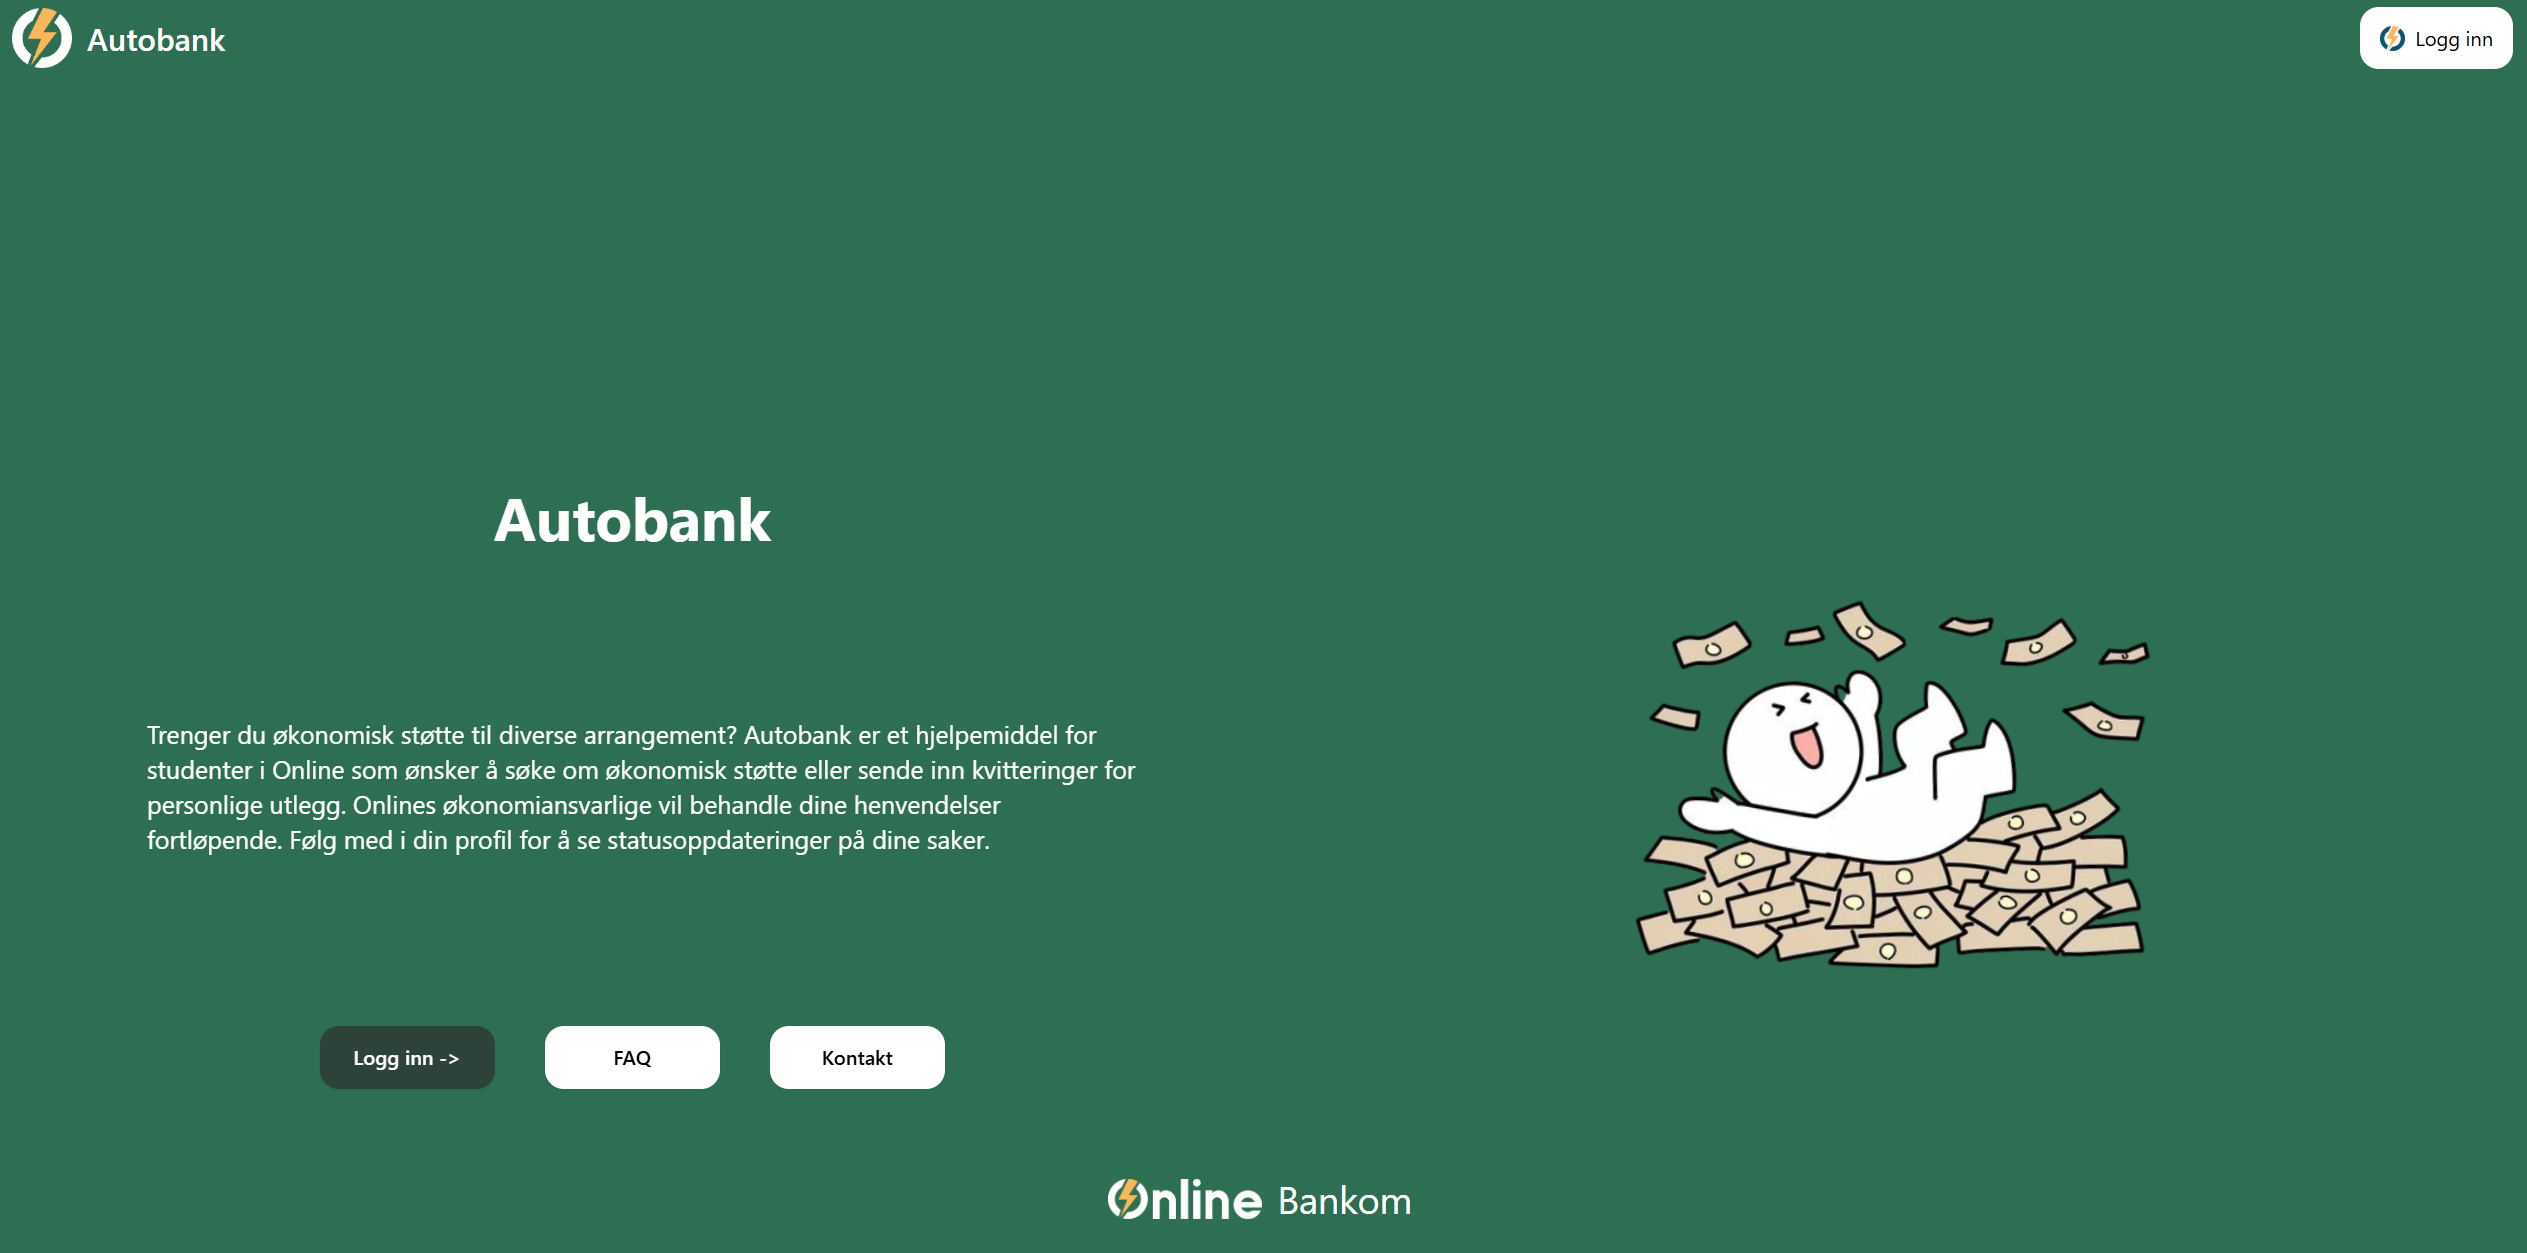 Autobank
Logg inn
Autobank
Trenger du økonomisk støtte til diverse arrangement? Autobank er et hjelpemiddel for
studenter i Online som ønsker å søke om økonomisk støtte eller sende inn kvitteringer for
personlige utlegg. Onlines økonomiansvarlige vil behandle dine henvendelser
fortløpende. Følg med i din profil for å se statusoppdateringer på dine saker.
Logg inn ->
FAQ
Kontakt
Online Bankom